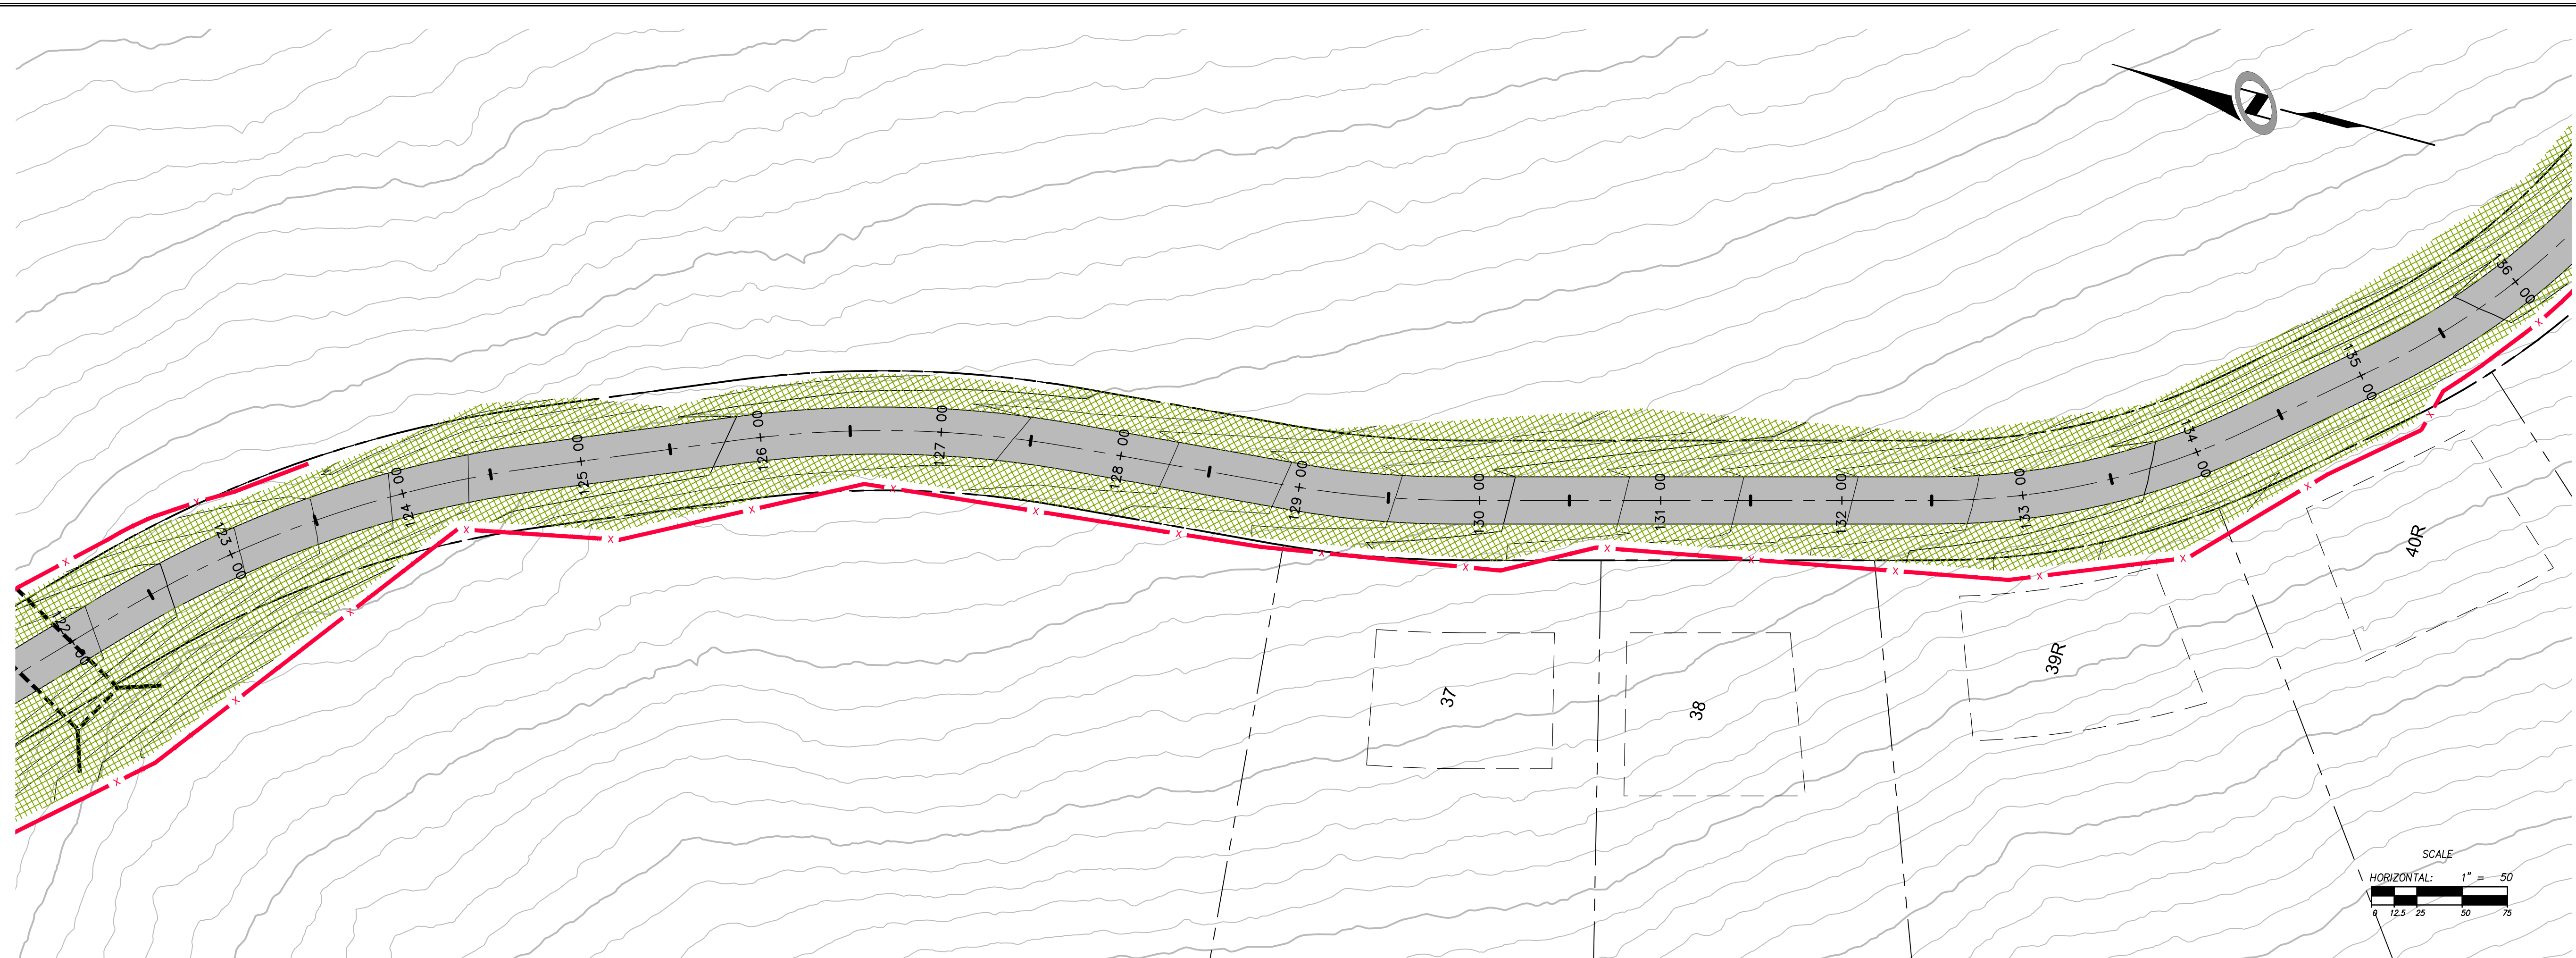 122 + 00
123 + 00
124 + 00
125 + 00
126 + 00
127 + 00
128 + 00
129 + 00
130 + 00
131 + 00
132 + 00
133 + 00
134 + 00
135 + 00
136 + 00
37
38
39R
40R
SCALE
HORIZONTAL: 1" = 50
0 12.5 25 50 75